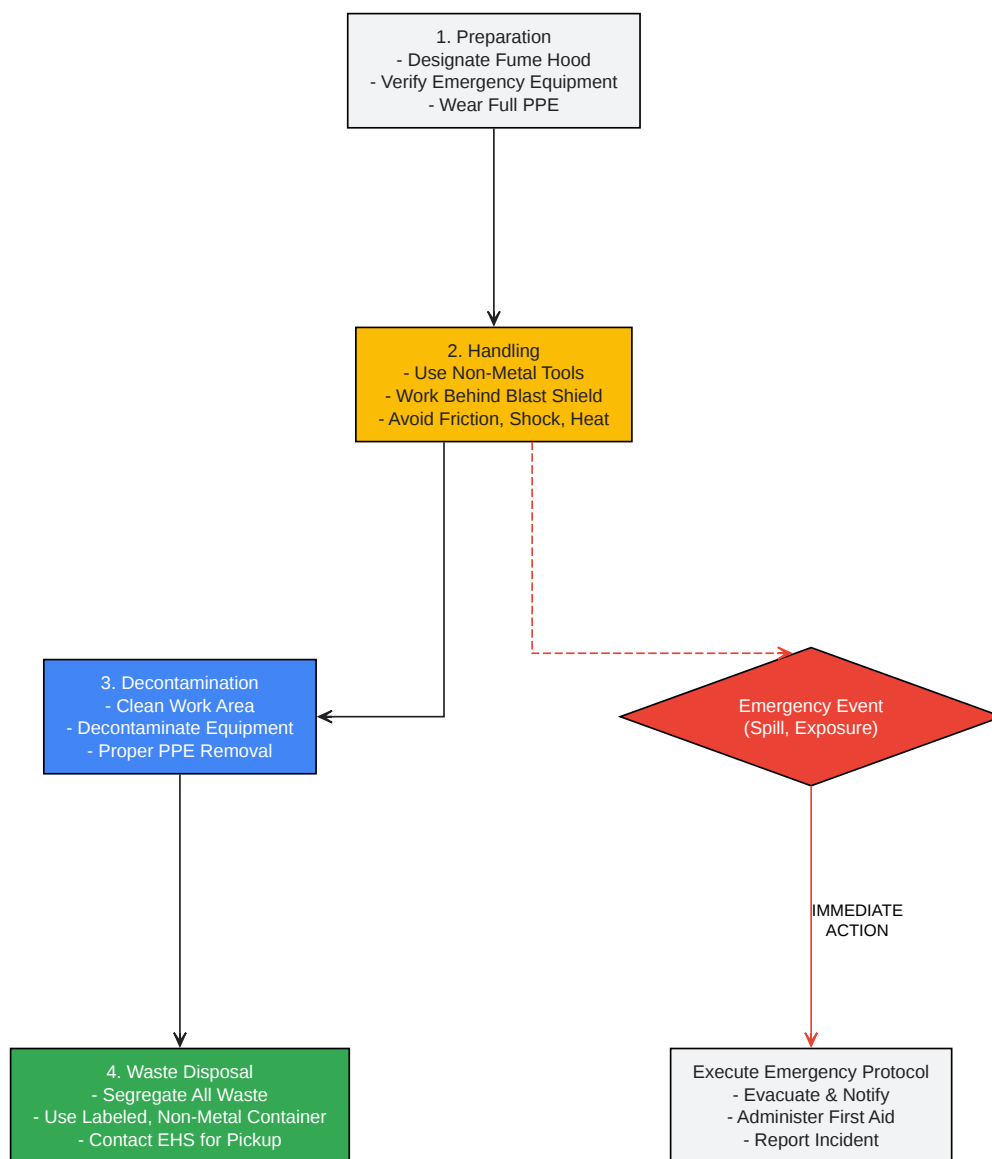 1. Preparation
- Designate Fume Hood
- Verify Emergency Equipment
- Wear Full PPE
2. Handling
- Use Non-Metal Tools
- Work Behind Blast Shield
- Avoid Friction, Shock, Heat
3. Decontamination
- Clean Work Area
- Decontaminate Equipment
- Proper PPE Removal
Emergency Event
(Spill, Exposure)
IMMEDIATE
ACTION
4. Waste Disposal
- Segregate All Waste
- Use Labeled, Non-Metal Container
- Contact EHS for Pickup
Execute Emergency Protocol
- Evacuate & Notify
- Administer First Aid
- Report Incident